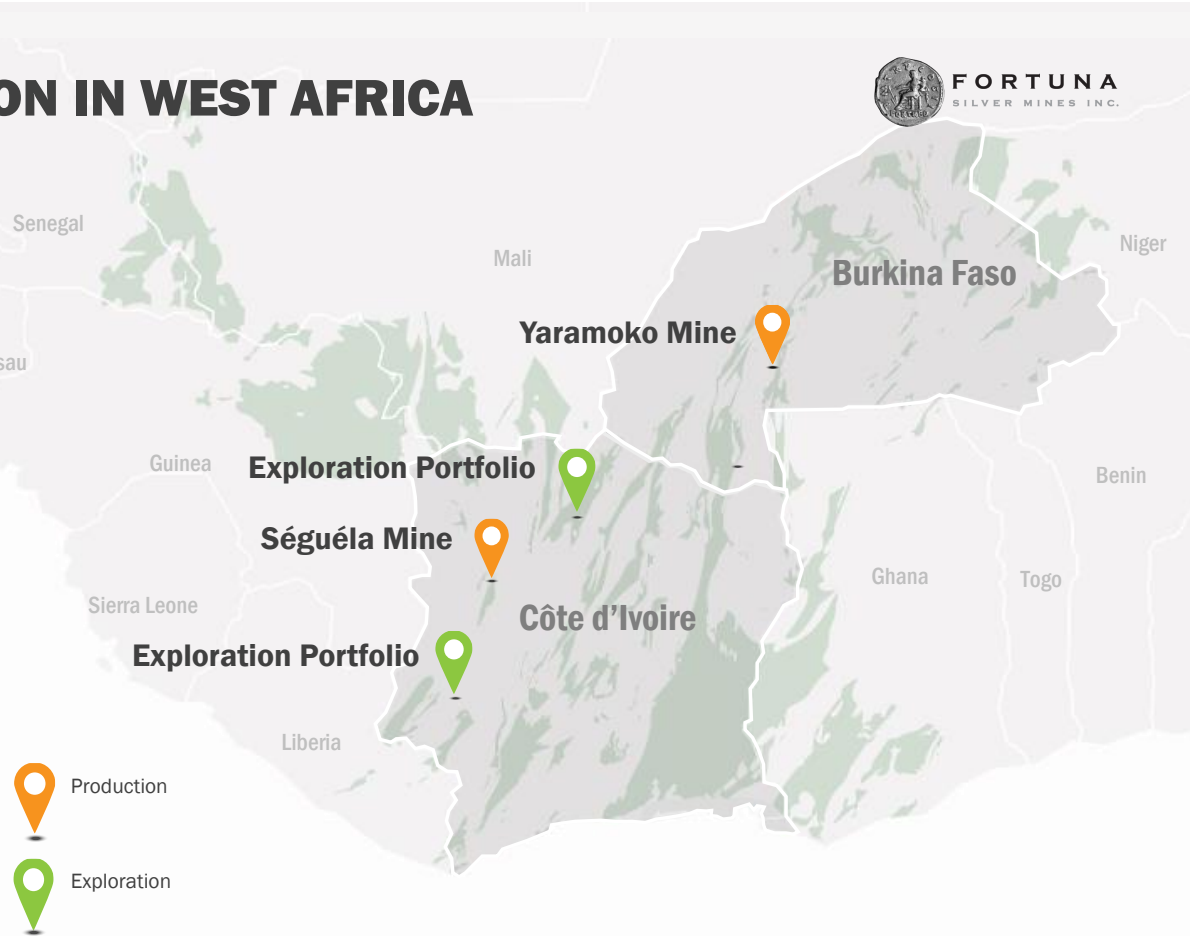 ON IN WEST AFRICA
FORTUNA
SILVER MINES INC.
Senegal
Mali
Niger
Burkina Faso
Yaramoko Mine
sau
Guinea
Exploration Portfolio
Benin
Séguéla Mine
Ghana
Togo
Sierra Leone
Côte d’Ivoire
Exploration Portfolio
Liberia
Production
Exploration